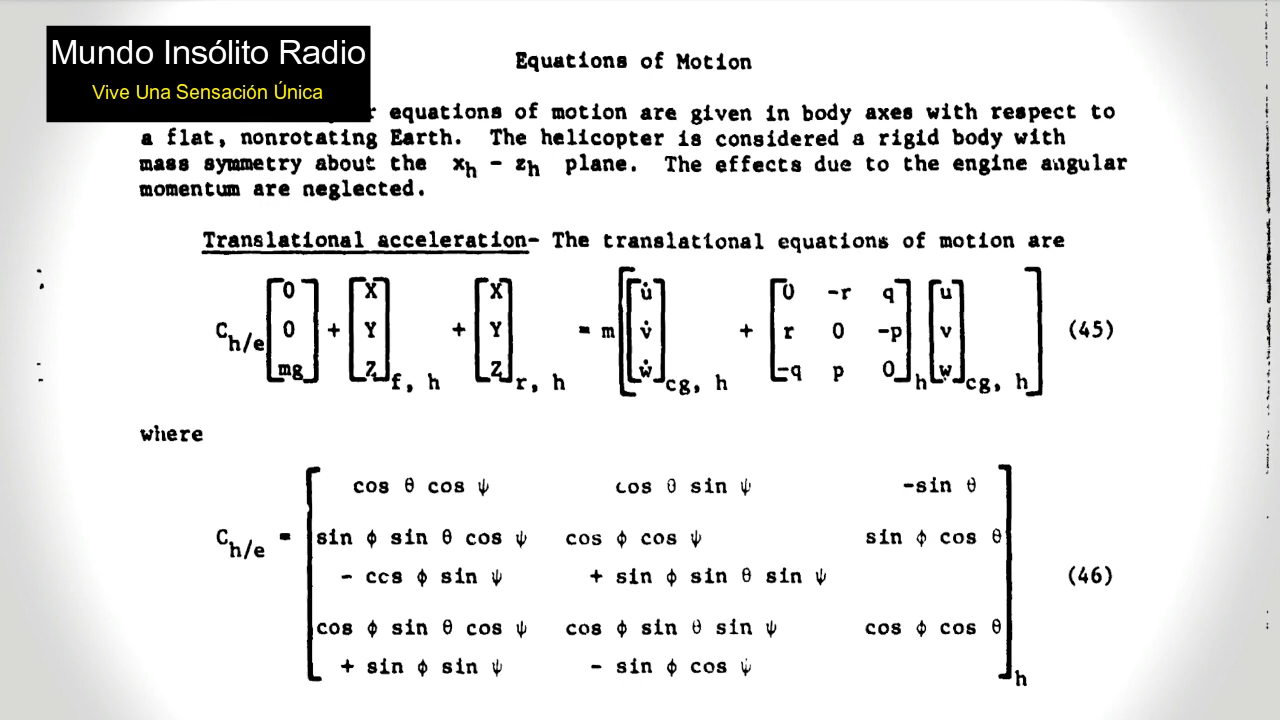 Mundo Insólito Radio
Vive Una Sensación Única
Equations of Motion
equations of motion are given in body axes with respect to
a flat, nonrotating Earth. The helicopter is considered a rigid body with
mass symmetry about the x_h - z_h plane. The effects due to the engine angular
momentum are neglected.
Translational acceleration- The translational equations of motion are
C_h/e [0 0 mg] + [X Y Z]_f, h + [X Y Z]_r, h = m[[u̇ v̇ ẇ]_cg, h + [0 -r q r 0 -p -q p 0]_h [u v w]_cg, h] (45)
where
cos θ cos ψ cos θ sin ψ -sin θ
C_h/e = sin φ sin θ cos ψ cos φ cos ψ sin φ cos θ
- cos φ sin ψ + sin φ sin θ sin ψ (46)
cos φ sin θ cos ψ cos φ sin θ sin ψ cos φ cos θ
+ sin φ sin ψ - sin φ cos ψ
h